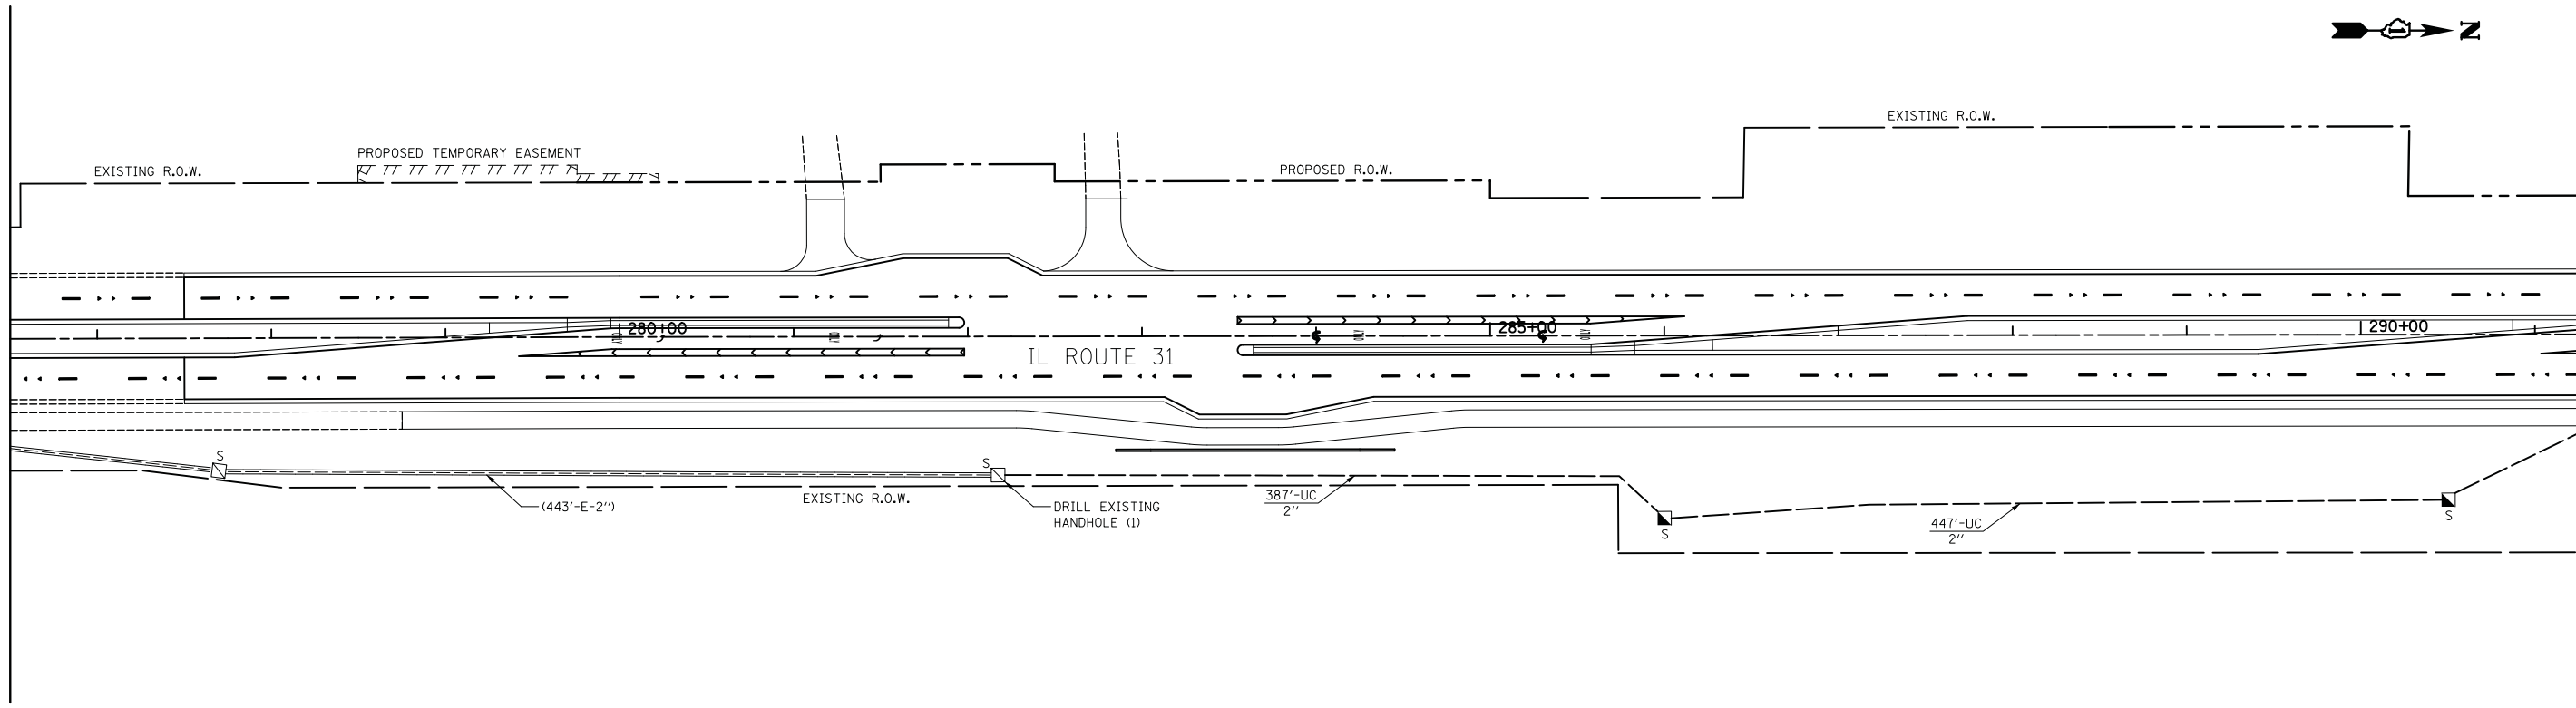 N
EXISTING R.O.W.
PROPOSED TEMPORARY EASEMENT
EXISTING R.O.W.
PROPOSED R.O.W.
280+00
285+00
290+00
IL ROUTE 31
S
S
(443'-E-2")
EXISTING R.O.W.
DRILL EXISTING
HANDHOLE (1)
387'-UC
2"
S
447'-UC
2"
S